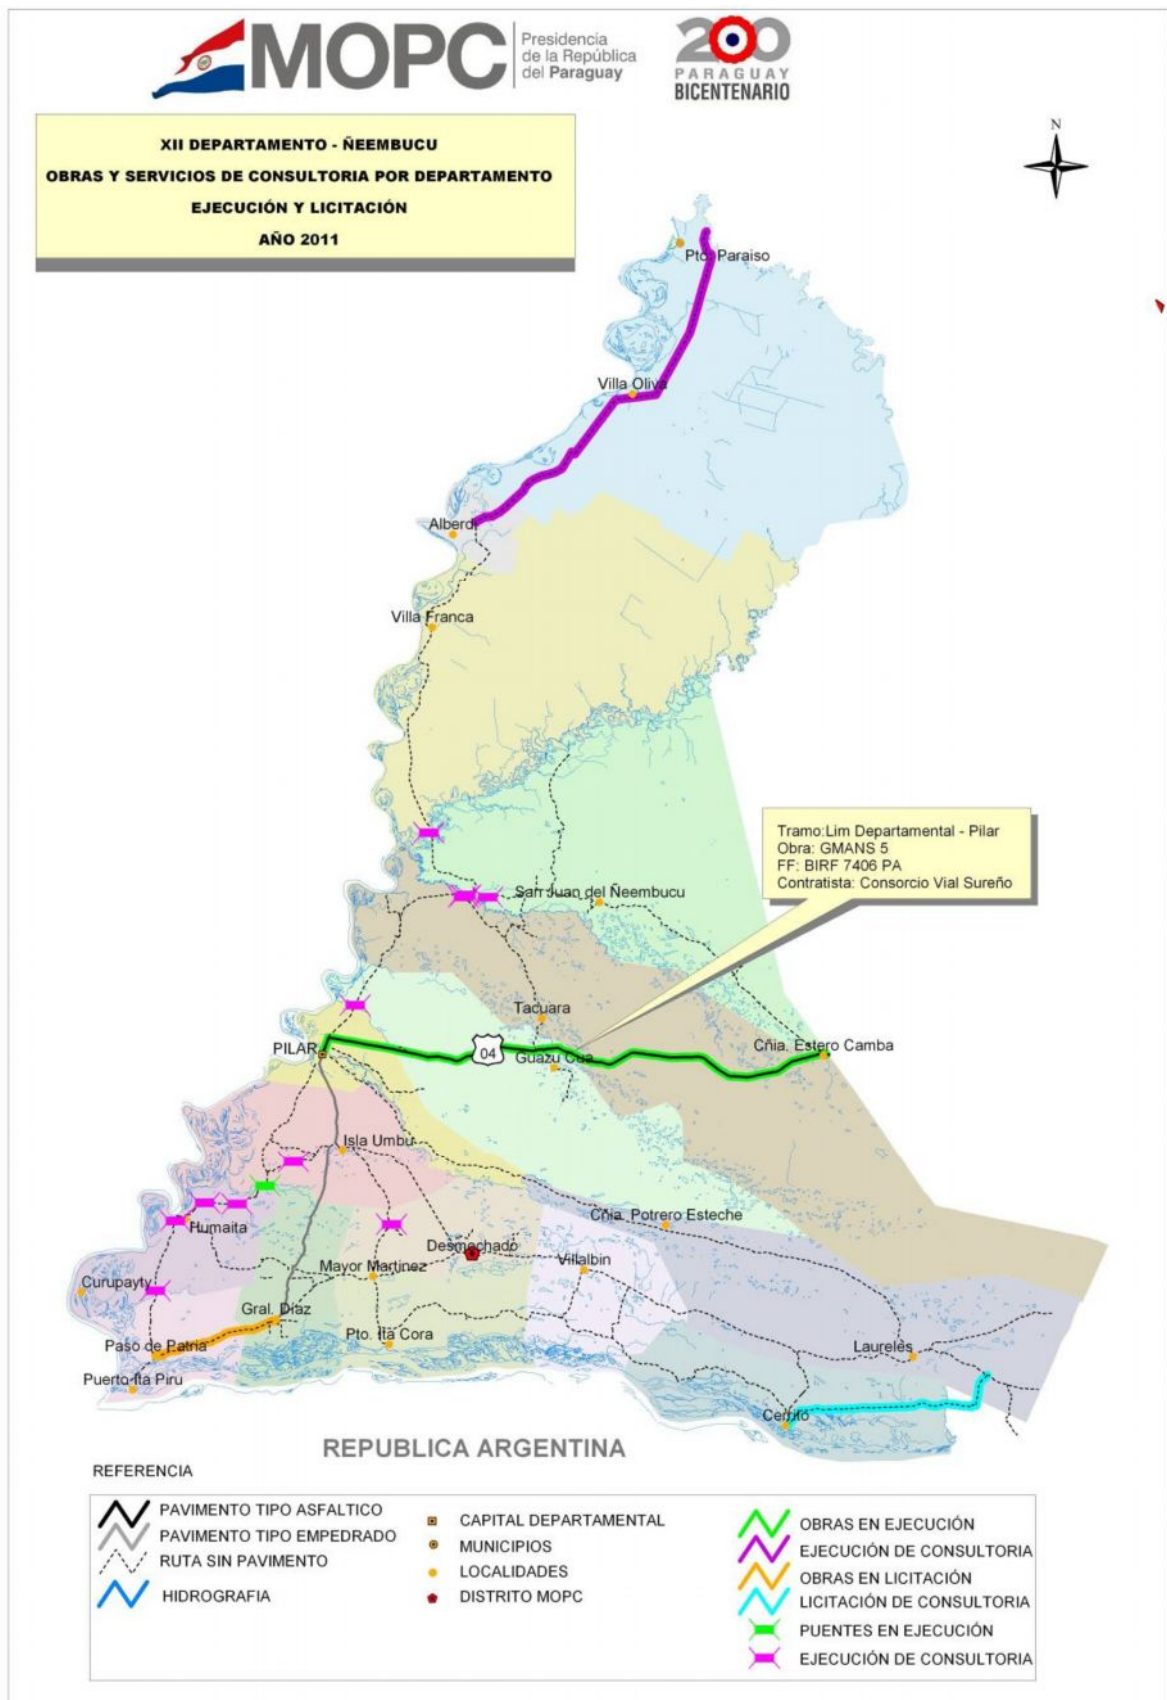 MOPC
Presidencia
de la República
del Paraguay
200
PARAGUAY
BICENTENARIO
XII DEPARTAMENTO - ÑEEMBUCU
OBRAS Y SERVICIOS DE CONSULTORIA POR DEPARTAMENTO
EJECUCIÓN Y LICITACIÓN
AÑO 2011
N
Pto. Paraiso
Villa Oliva
Alberdi
Villa Franca
Tramo:Lim Departamental - Pilar
Obra: GMANS 5
FF: BIRF 7406 PA
Contratista: Consorcio Vial Sureño
San Juan del Ñeembucu
Tacuara
PILAR
04
Guazu Cua
Cñia. Estero Camba
Isla Umbu
Humaita
Cñia. Potrero Esteche
Desmochado
Villalbin
Mayor Martinez
Curupayty
Gral. Diaz
Paso de Patria
Pto. Ita Cora
Laureles
Puerto Ita Piru
Cerrito
REPUBLICA ARGENTINA
REFERENCIA
PAVIMENTO TIPO ASFALTICO
PAVIMENTO TIPO EMPEDRADO
RUTA SIN PAVIMENTO
HIDROGRAFIA
CAPITAL DEPARTAMENTAL
MUNICIPIOS
LOCALIDADES
DISTRITO MOPC
OBRAS EN EJECUCIÓN
EJECUCIÓN DE CONSULTORIA
OBRAS EN LICITACIÓN
LICITACIÓN DE CONSULTORIA
PUENTES EN EJECUCIÓN
EJECUCIÓN DE CONSULTORIA